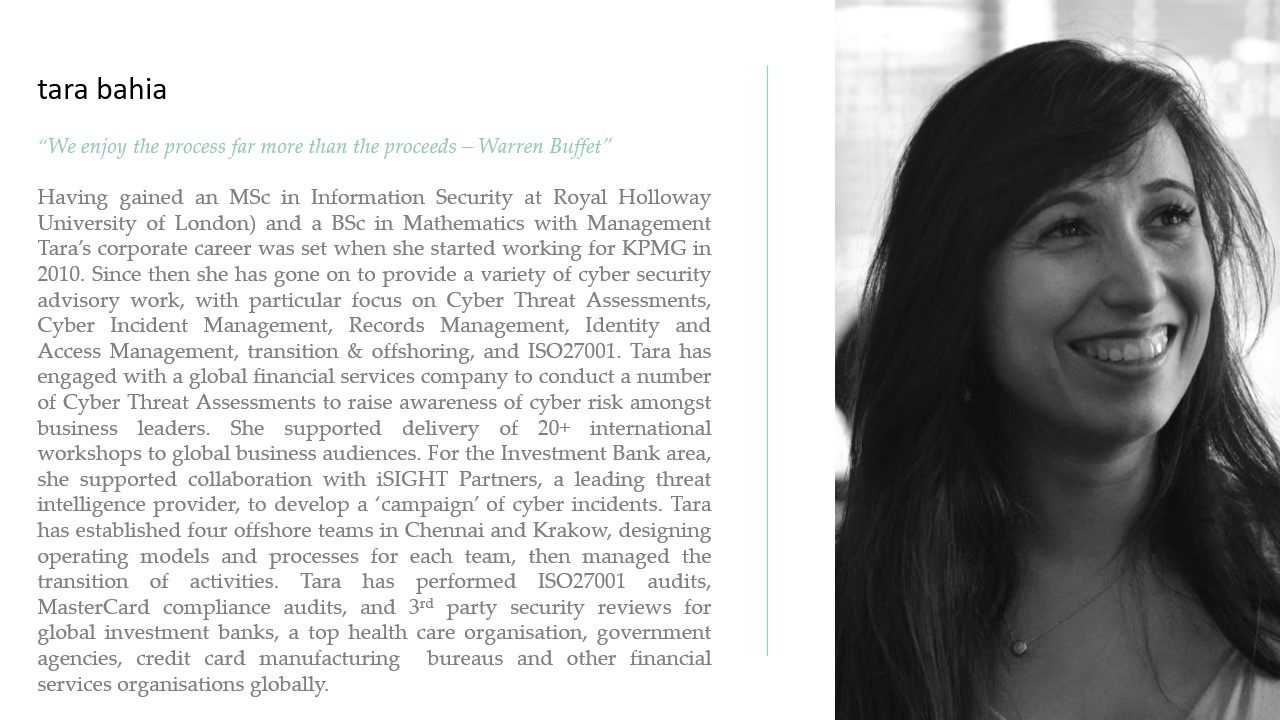 tara bahia
“We enjoy the process far more than the proceeds – Warren Buffet”
Having gained an MSc in Information Security at Royal Holloway
University of London) and a BSc in Mathematics with Management
Tara’s corporate career was set when she started working for KPMG in
2010. Since then she has gone on to provide a variety of cyber security
advisory work, with particular focus on Cyber Threat Assessments,
Cyber Incident Management, Records Management, Identity and
Access Management, transition & offshoring, and ISO27001. Tara has
engaged with a global financial services company to conduct a number
of Cyber Threat Assessments to raise awareness of cyber risk amongst
business leaders. She supported delivery of 20+ international
workshops to global business audiences. For the Investment Bank area,
she supported collaboration with iSIGHT Partners, a leading threat
intelligence provider, to develop a ‘campaign’ of cyber incidents. Tara
has established four offshore teams in Chennai and Krakow, designing
operating models and processes for each team, then managed the
transition of activities. Tara has performed ISO27001 audits,
MasterCard compliance audits, and 3rd party security reviews for
global investment banks, a top health care organisation, government
agencies, credit card manufacturing bureaus and other financial
services organisations globally.